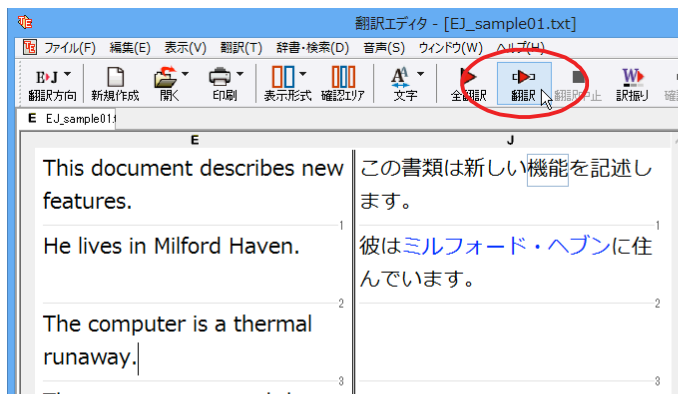 翻訳エディタ - [EJ_sample01.txt]
ファイル(F) 編集(E) 表示(V) 翻訳(T) 辞書・検索(D) 音声(S) ウィンドウ(W) ヘルプ(H)
E▸J
翻訳方向 新規作成 開く 印刷 表示形式 確認エリア 文字 全翻訳 翻訳 翻訳中止 訳振り
E EJ_sample01.t
E J
This document describes new
features.
1
この書類は新しい機能を記述し
ます。
1
He lives in Milford Haven.
2
彼はミルフォード・ヘブンに住
んでいます。
2
The computer is a thermal
runaway.
3
3